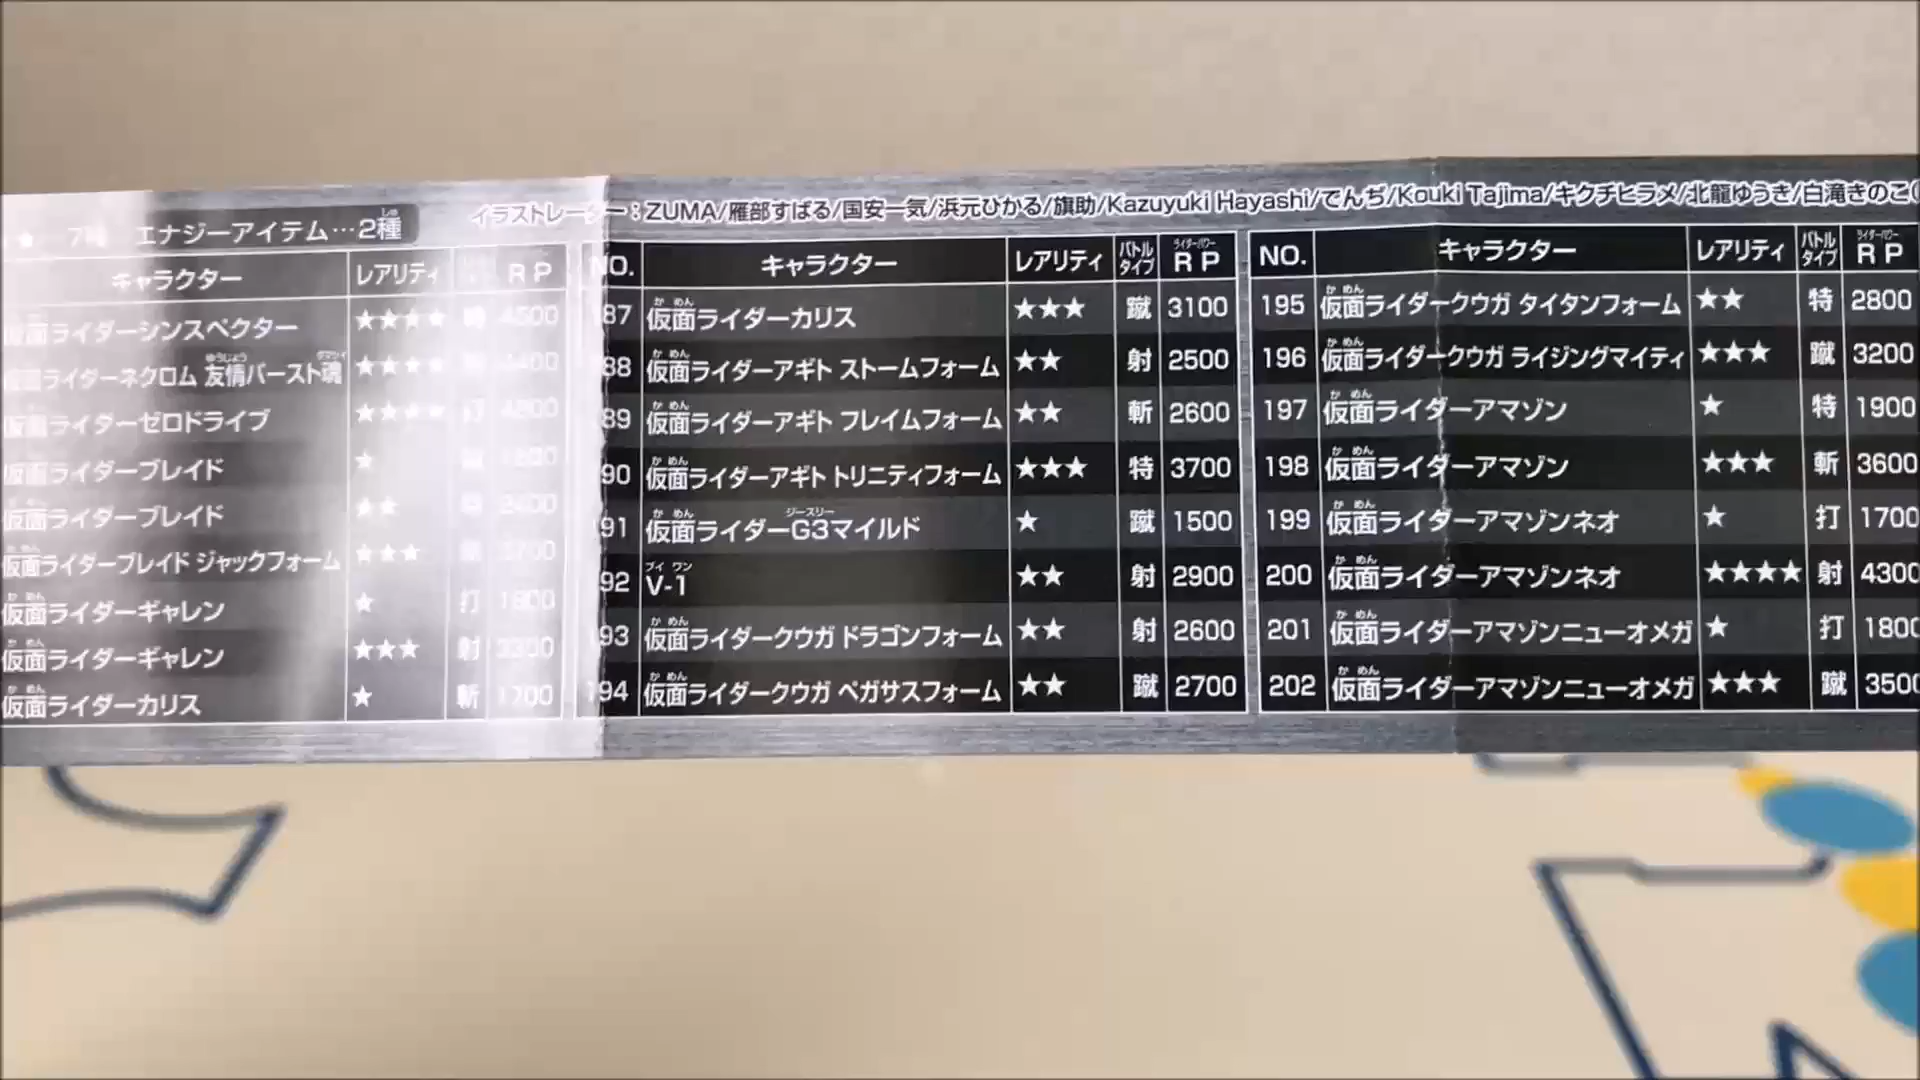 ★ 7種 エナジーアイテム…2種
イラストレーター：ZUMA/雁部すばる/国安一気/浜元ひかる/旗助/Kazuyuki Hayashi/でんぢ/Kouki Tajima/キクチヒラメ/北龍ゆうき/白滝きのこ
キャラクター レアリティ RP
仮面ライダーシンスペクター ★★★★ 4500
仮面ライダーネクロム 友情バースト魂 ★★★★
仮面ライダーゼロドライブ ★★★★ 打
仮面ライダーブレイド ★
仮面ライダーブレイド ★★ 2400
仮面ライダーブレイド ジャックフォーム ★★★
仮面ライダーギャレン ★ 打 1800
仮面ライダーギャレン ★★★ 射
仮面ライダーカリス ★ 斬 1700
NO. キャラクター レアリティ バトルタイプ RP
87 仮面ライダーカリス ★★★ 蹴 3100
88 仮面ライダーアギト ストームフォーム ★★ 射 2500
89 仮面ライダーアギト フレイムフォーム ★★ 斬 2600
90 仮面ライダーアギト トリニティフォーム ★★★ 特 3700
91 仮面ライダーG3マイルド ★ 蹴 1500
92 V-1 ★★ 射 2900
93 仮面ライダークウガ ドラゴンフォーム ★★ 射 2600
194 仮面ライダークウガ ペガサスフォーム ★★ 蹴 2700
NO. キャラクター レアリティ バトルタイプ RP
195 仮面ライダークウガ タイタンフォーム ★★ 特 2800
196 仮面ライダークウガ ライジングマイティ ★★★ 蹴 3200
197 仮面ライダーアマゾン ★ 特 1900
198 仮面ライダーアマゾン ★★★ 斬 3600
199 仮面ライダーアマゾンネオ ★ 打 1700
200 仮面ライダーアマゾンネオ ★★★★ 射 4300
201 仮面ライダーアマゾンニューオメガ ★ 打 1800
202 仮面ライダーアマゾンニューオメガ ★★★ 蹴 3500